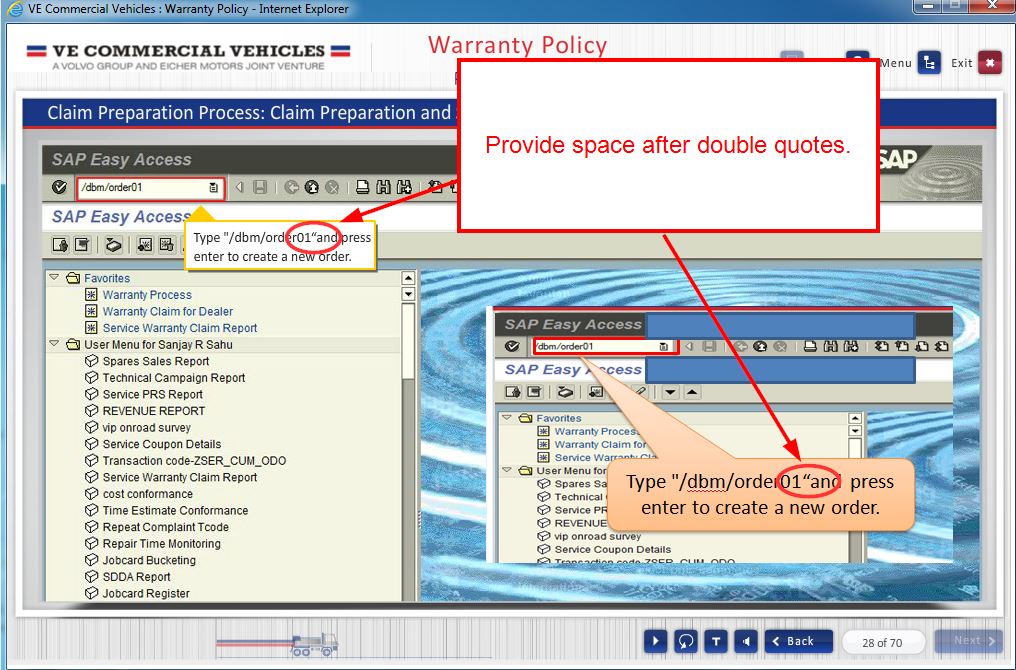 VE Commercial Vehicles : Warranty Policy - Internet Explorer
VE COMMERCIAL VEHICLES
A VOLVO GROUP AND EICHER MOTORS JOINT VENTURE
Warranty Policy
Menu
Exit
Claim Preparation Process: Claim Preparation and
Provide space after double quotes.
SAP Easy Access
SAP
/dbm/order01
SAP Easy Access
Type "/dbm/order01“and press
enter to create a new order.
Favorites
Warranty Process
Warranty Claim for Dealer
Service Warranty Claim Report
User Menu for Sanjay R Sahu
Spares Sales Report
Technical Campaign Report
Service PRS Report
REVENUE REPORT
vip onroad survey
Service Coupon Details
Transaction code-ZSER_CUM_ODO
Service Warranty Claim Report
cost conformance
Time Estimate Conformance
Repeat Complaint Tcode
Repair Time Monitoring
Jobcard Bucketing
SDDA Report
Jobcard Register
SAP Easy Access
/dbm/order01
SAP Easy Access
Favorites
Warranty Process
Warranty Claim for
Service Warranty Cla
User Menu for
Spares Sa
Technical
Service PR
REVENUE
vip onroad survey
Service Coupon Details
Transaction code-ZSER_CUM_ODO
Type "/dbm/order01“and press
enter to create a new order.
T
Back
28 of 70
Next